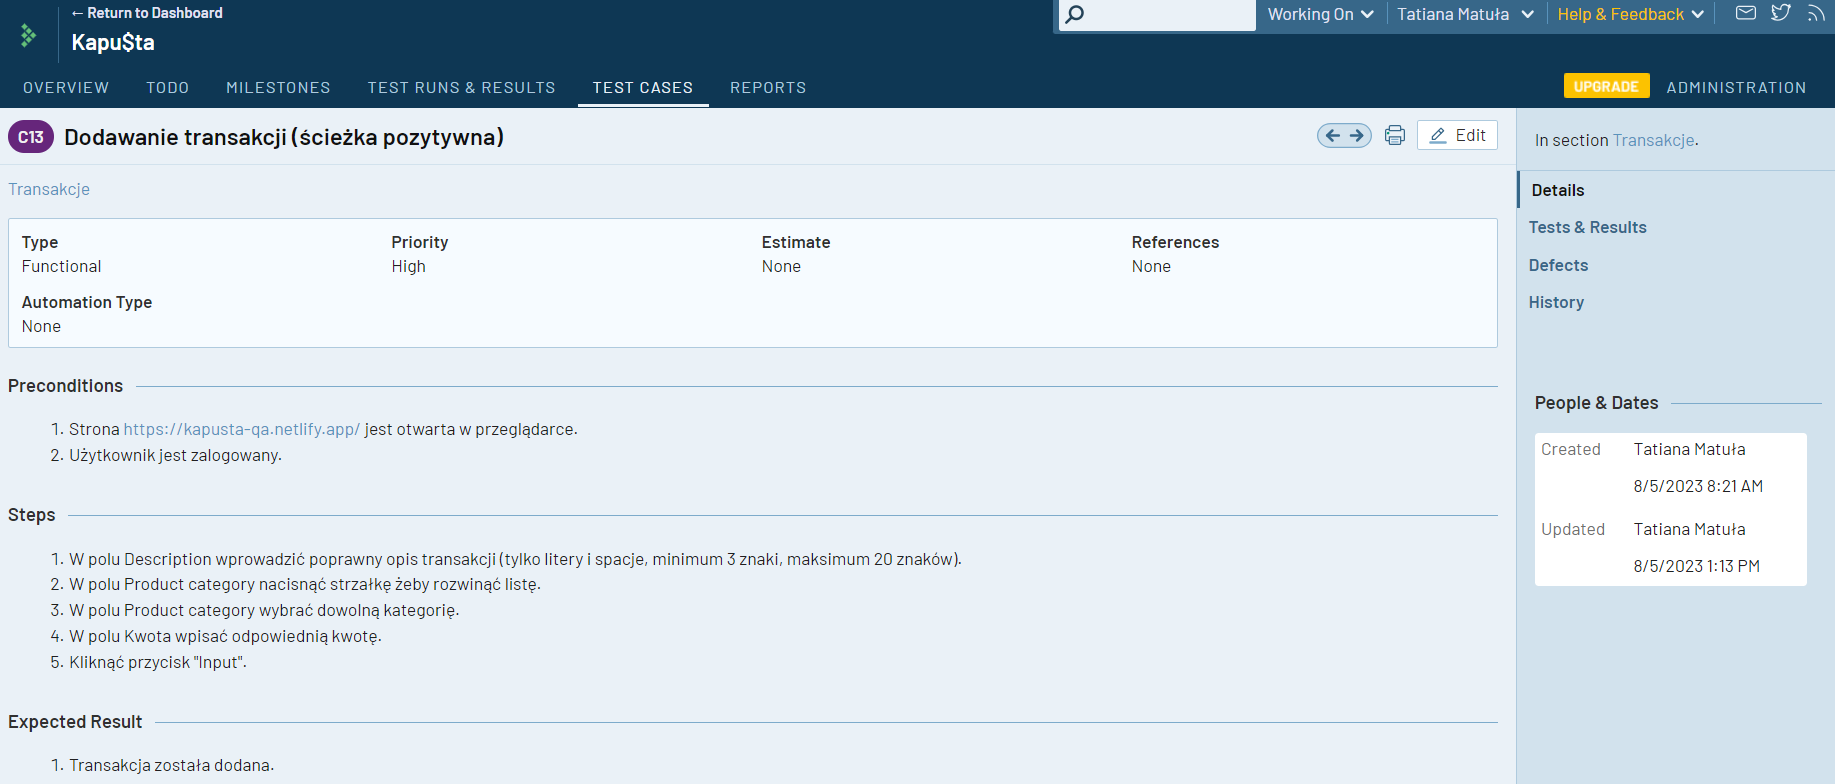 ← Return to Dashboard
Kapu$ta
Working On
Tatiana Matuła
Help & Feedback
OVERVIEW TODO MILESTONES TEST RUNS & RESULTS TEST CASES REPORTS
UPGRADE ADMINISTRATION
C13 Dodawanie transakcji (ścieżka pozytywna)
Edit
Transakcje
Type Priority Estimate References
Functional High None None
Automation Type
None
Preconditions
1. Strona https://kapusta-qa.netlify.app/ jest otwarta w przeglądarce.
2. Użytkownik jest zalogowany.
Steps
1. W polu Description wprowadzić poprawny opis transakcji (tylko litery i spacje, minimum 3 znaki, maksimum 20 znaków).
2. W polu Product category nacisnąć strzałkę żeby rozwinąć listę.
3. W polu Product category wybrać dowolną kategorię.
4. W polu Kwota wpisać odpowiednią kwotę.
5. Kliknąć przycisk "Input".
Expected Result
1. Transakcja została dodana.
In section Transakcje.
Details
Tests & Results
Defects
History
People & Dates
Created Tatiana Matuła
8/5/2023 8:21 AM
Updated Tatiana Matuła
8/5/2023 1:13 PM